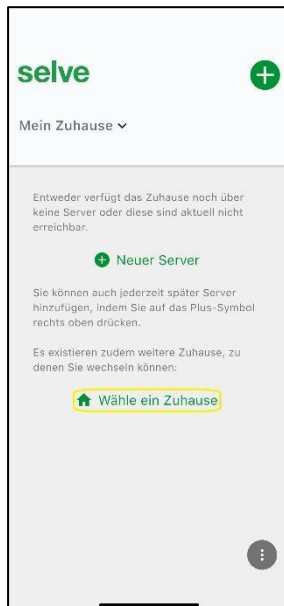 selve
Mein Zuhause
Entweder verfügt das Zuhause noch über
keine Server oder diese sind aktuell nicht
erreichbar.
Neuer Server
Sie können auch jederzeit später Server
hinzufügen, indem Sie auf das Plus-Symbol
rechts oben drücken.
Es existieren zudem weitere Zuhause, zu
denen Sie wechseln können:
Wähle ein Zuhause